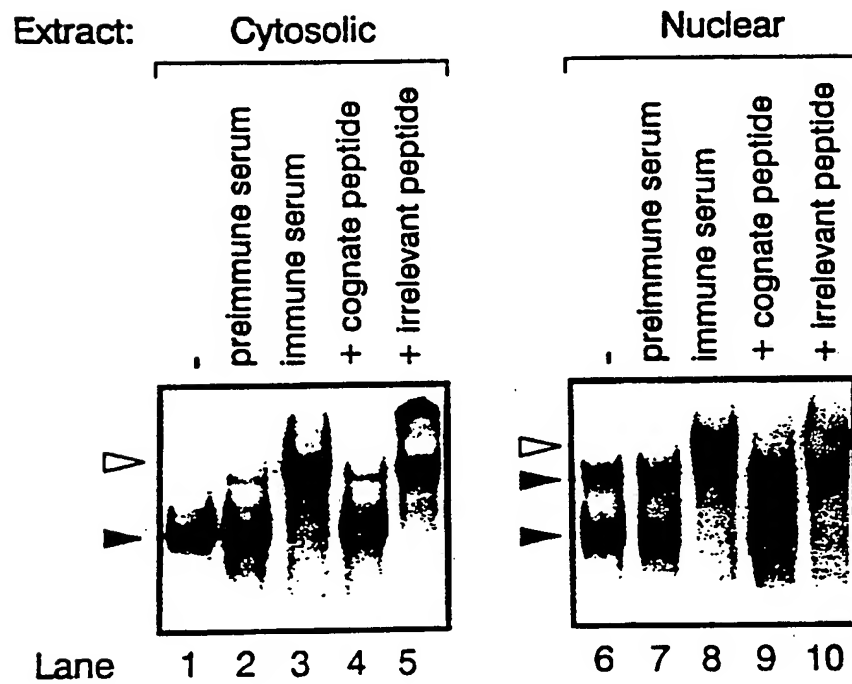 Extract: Cytosolic Nuclear
-
preimmune serum
immune serum
+ cognate peptide
+ irrelevant peptide
-
preimmune serum
immune serum
+ cognate peptide
+ irrelevant peptide
Lane 1 2 3 4 5 6 7 8 9 10